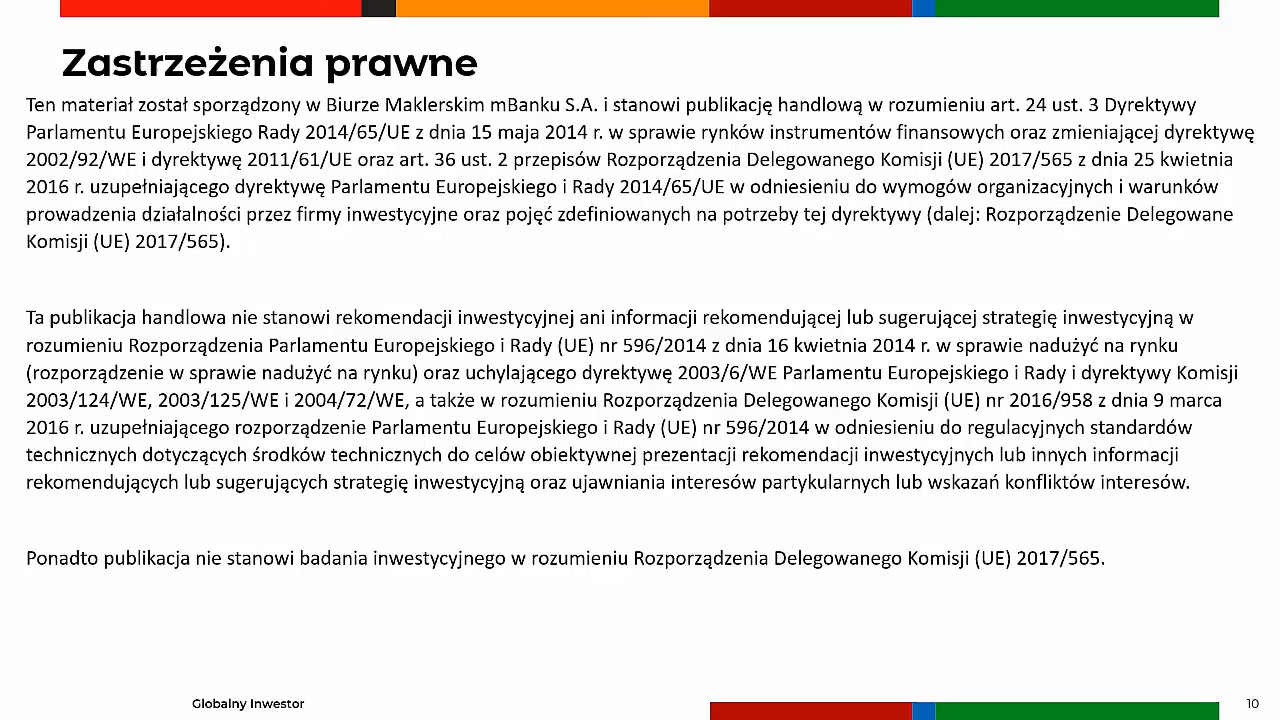 Zastrzeżenia prawne
Ten materiał został sporządzony w Biurze Maklerskim mBanku S.A. i stanowi publikację handlową w rozumieniu art. 24 ust. 3 Dyrektywy
Parlamentu Europejskiego Rady 2014/65/UE z dnia 15 maja 2014 r. w sprawie rynków instrumentów finansowych oraz zmieniającej dyrektywę
2002/92/WE i dyrektywę 2011/61/UE oraz art. 36 ust. 2 przepisów Rozporządzenia Delegowanego Komisji (UE) 2017/565 z dnia 25 kwietnia
2016 r. uzupełniającego dyrektywę Parlamentu Europejskiego i Rady 2014/65/UE w odniesieniu do wymogów organizacyjnych i warunków
prowadzenia działalności przez firmy inwestycyjne oraz pojęć zdefiniowanych na potrzeby tej dyrektywy (dalej: Rozporządzenie Delegowane
Komisji (UE) 2017/565).
Ta publikacja handlowa nie stanowi rekomendacji inwestycyjnej ani informacji rekomendującej lub sugerującej strategię inwestycyjną w
rozumieniu Rozporządzenia Parlamentu Europejskiego i Rady (UE) nr 596/2014 z dnia 16 kwietnia 2014 r. w sprawie nadużyć na rynku
(rozporządzenie w sprawie nadużyć na rynku) oraz uchylającego dyrektywę 2003/6/WE Parlamentu Europejskiego i Rady i dyrektywy Komisji
2003/124/WE, 2003/125/WE i 2004/72/WE, a także w rozumieniu Rozporządzenia Delegowanego Komisji (UE) nr 2016/958 z dnia 9 marca
2016 r. uzupełniającego rozporządzenie Parlamentu Europejskiego i Rady (UE) nr 596/2014 w odniesieniu do regulacyjnych standardów
technicznych dotyczących środków technicznych do celów obiektywnej prezentacji rekomendacji inwestycyjnych lub innych informacji
rekomendujących lub sugerujących strategię inwestycyjną oraz ujawniania interesów partykularnych lub wskazań konfliktów interesów.
Ponadto publikacja nie stanowi badania inwestycyjnego w rozumieniu Rozporządzenia Delegowanego Komisji (UE) 2017/565.
Globalny Inwestor
10